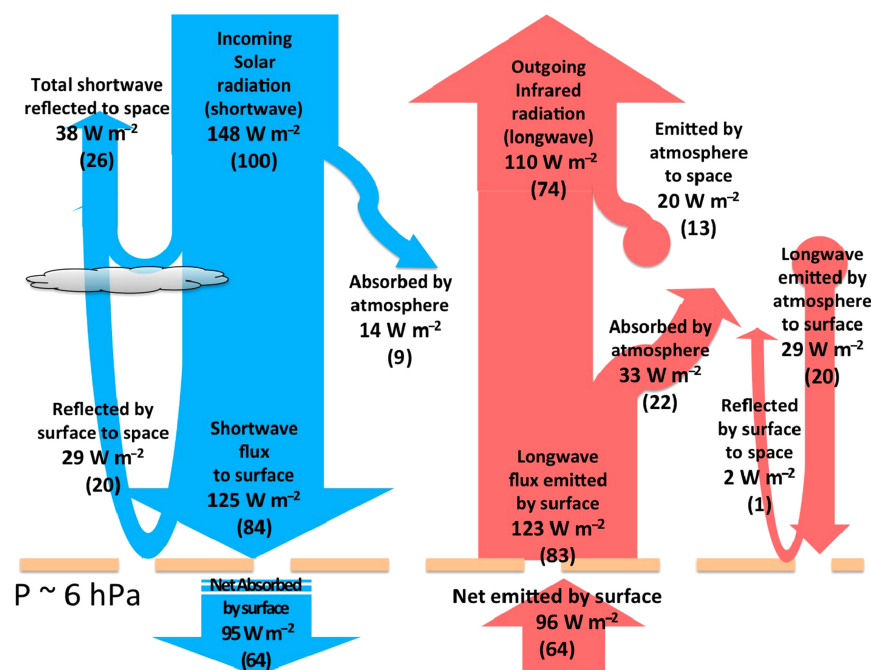 Incoming
Solar
radiation
(shortwave)
148 W m⁻²
(100)
Total shortwave
reflected to space
38 W m⁻²
(26)
Absorbed by
atmosphere
14 W m⁻²
(9)
Reflected by
surface to space
29 W m⁻²
(20)
Shortwave
flux
to surface
125 W m⁻²
(84)
Net Absorbed
by surface
95 W m⁻²
(64)
P ~ 6 hPa
Outgoing
Infrared
radiation
(longwave)
110 W m⁻²
(74)
Emitted by
atmosphere
to space
20 W m⁻²
(13)
Longwave
emitted by
atmosphere
to surface
29 W m⁻²
(20)
Absorbed by
atmosphere
33 W m⁻²
(22)
Reflected
by surface
to space
2 W m⁻²
(1)
Longwave
flux emitted
by surface
123 W m⁻²
(83)
Net emitted by surface
96 W m⁻²
(64)